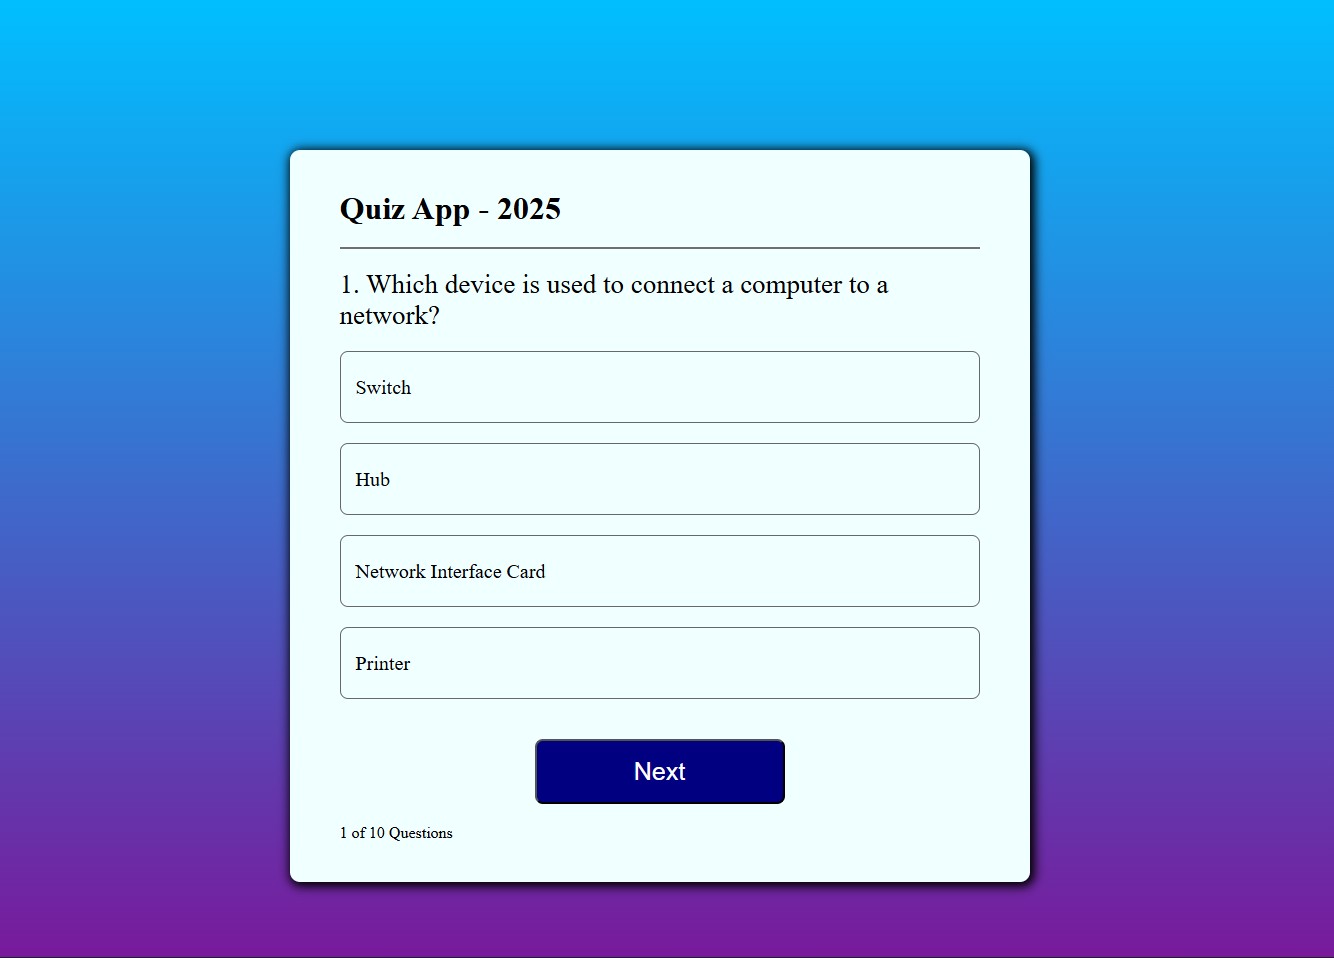 Quiz App - 2025
1. Which device is used to connect a computer to a
network?
Switch
Hub
Network Interface Card
Printer
Next
1 of 10 Questions